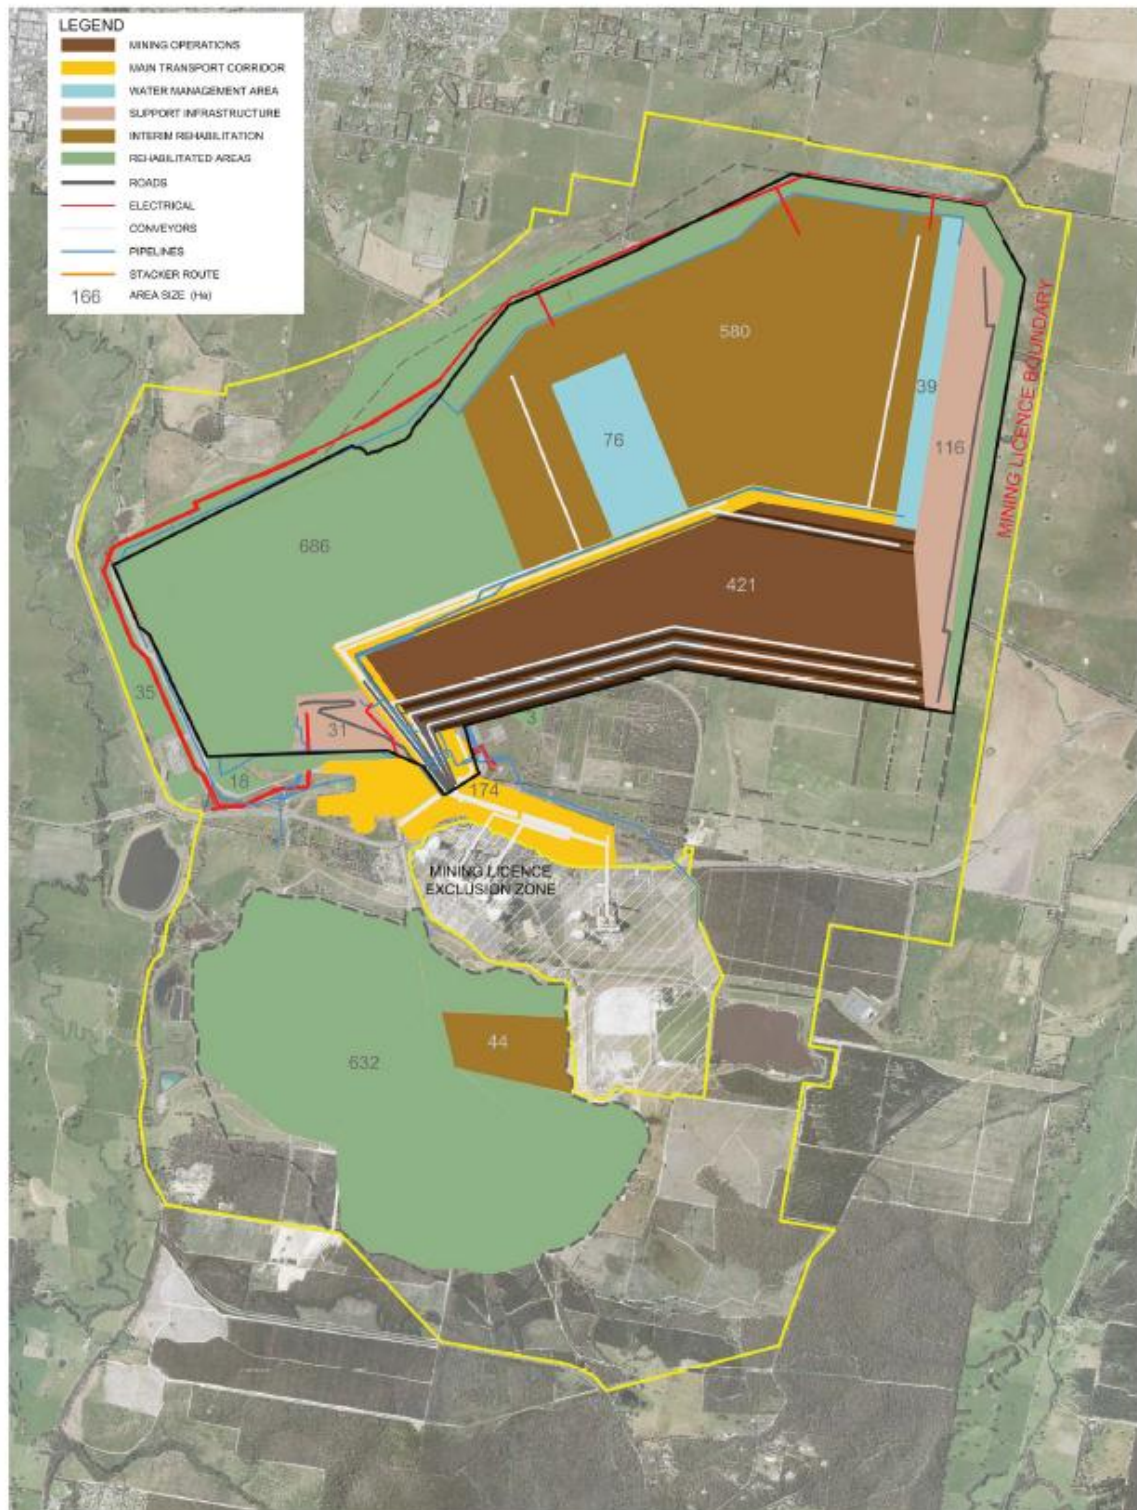 LEGEND
MINING OPERATIONS
MAIN TRANSPORT CORRIDOR
WATER MANAGEMENT AREA
SUPPORT INFRASTRUCTURE
INTERIM REHABILITATION
REHABILITATED AREAS
ROADS
ELECTRICAL
CONVEYORS
PIPELINES
STACKER ROUTE
166 AREA SIZE (Ha)
580
39
76
116
MINING LICENCE BOUNDARY
686
421
35
31
3
18
174
MINING LICENCE
EXCLUSION ZONE
44
632